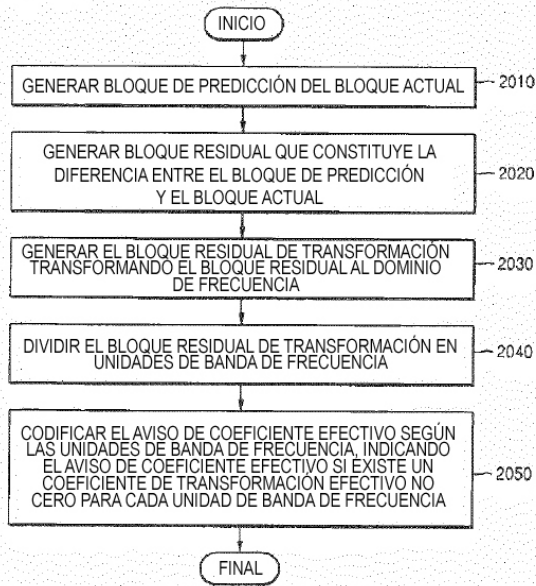 INICIO
GENERAR BLOQUE DE PREDICCIÓN DEL BLOQUE ACTUAL
2010
GENERAR BLOQUE RESIDUAL QUE CONSTITUYE LA
DIFERENCIA ENTRE EL BLOQUE DE PREDICCIÓN
Y EL BLOQUE ACTUAL
2020
GENERAR EL BLOQUE RESIDUAL DE TRANSFORMACIÓN
TRANSFORMANDO EL BLOQUE RESIDUAL AL DOMINIO
DE FRECUENCIA
2030
DIVIDIR EL BLOQUE RESIDUAL DE TRANSFORMACIÓN EN
UNIDADES DE BANDA DE FRECUENCIA
2040
CODIFICAR EL AVISO DE COEFICIENTE EFECTIVO SEGÚN
LAS UNIDADES DE BANDA DE FRECUENCIA, INDICANDO
EL AVISO DE COEFICIENTE EFECTIVO SI EXISTE UN
COEFICIENTE DE TRANSFORMACIÓN EFECTIVO NO
CERO PARA CADA UNIDAD DE BANDA DE FRECUENCIA
2050
FINAL